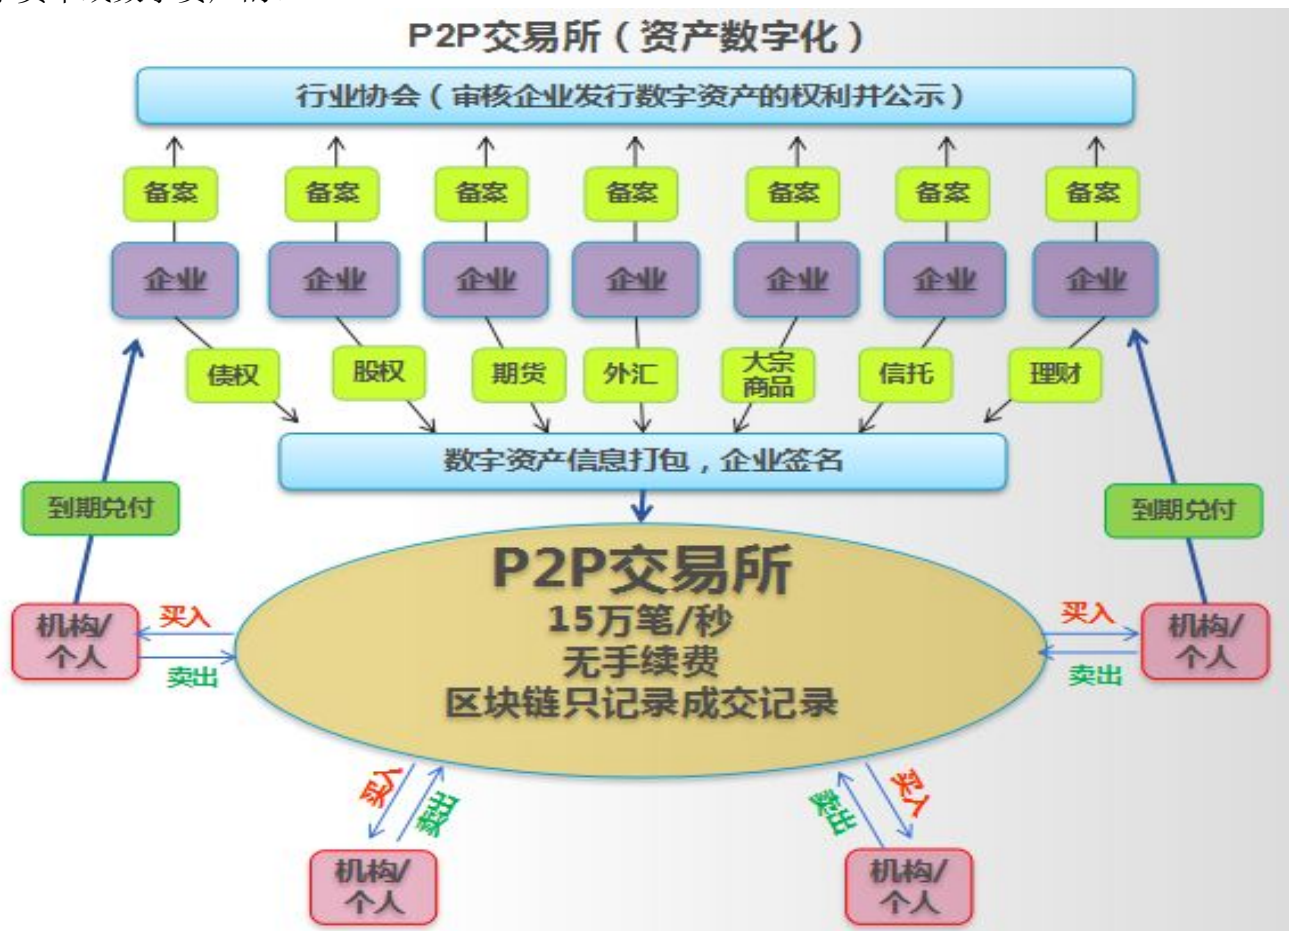 P2P交易所（资产数字化）
行业协会（审核企业发行数字资产的权利并公示）
备案
备案
备案
备案
备案
备案
备案
企业
企业
企业
企业
企业
企业
企业
债权
股权
期货
外汇
大宗
商品
信托
理财
数字资产信息打包，企业签名
到期兑付
到期兑付
P2P交易所
15万笔/秒
无手续费
区块链只记录成交记录
机构/
个人
买入
卖出
买入
卖出
机构/
个人
买入
卖出
卖出
买入
机构/
个人
机构/
个人